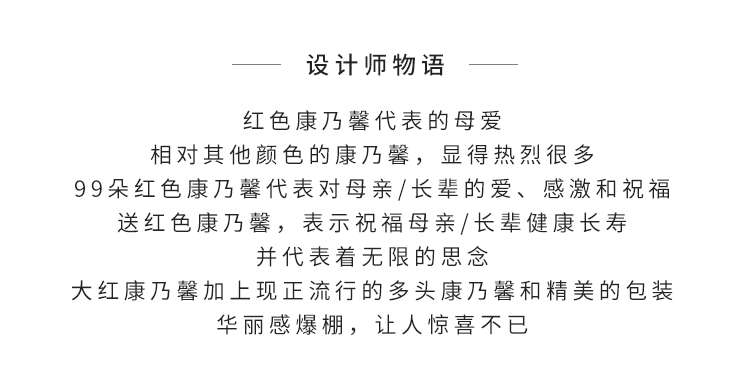 设计师物语
红色康乃馨代表的母爱
相对其他颜色的康乃馨，显得热烈很多
99朵红色康乃馨代表对母亲/长辈的爱、感激和祝福
送红色康乃馨，表示祝福母亲/长辈健康长寿
并代表着无限的思念
大红康乃馨加上现正流行的多头康乃馨和精美的包装
华丽感爆棚，让人惊喜不已